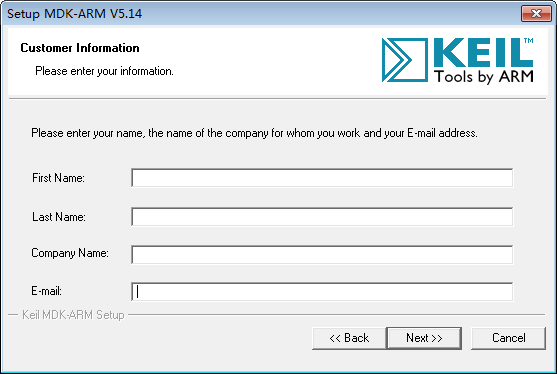 Setup MDK-ARM V5.14
Customer Information
Please enter your information.
KEIL™
Tools by ARM
Please enter your name, the name of the company for whom you work and your E-mail address.
First Name:
Last Name:
Company Name:
E-mail:
Keil MDK-ARM Setup
<< Back Next >> Cancel